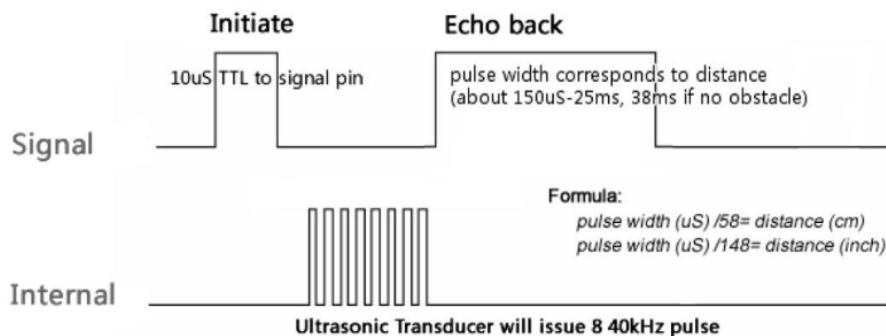 Initiate
Echo back
10uS TTL to signal pin
pulse width corresponds to distance
(about 150uS-25ms, 38ms if no obstacle)
Signal
Formula:
pulse width (uS) /58= distance (cm)
pulse width (uS) /148= distance (inch)
Internal
Ultrasonic Transducer will issue 8 40kHz pulse